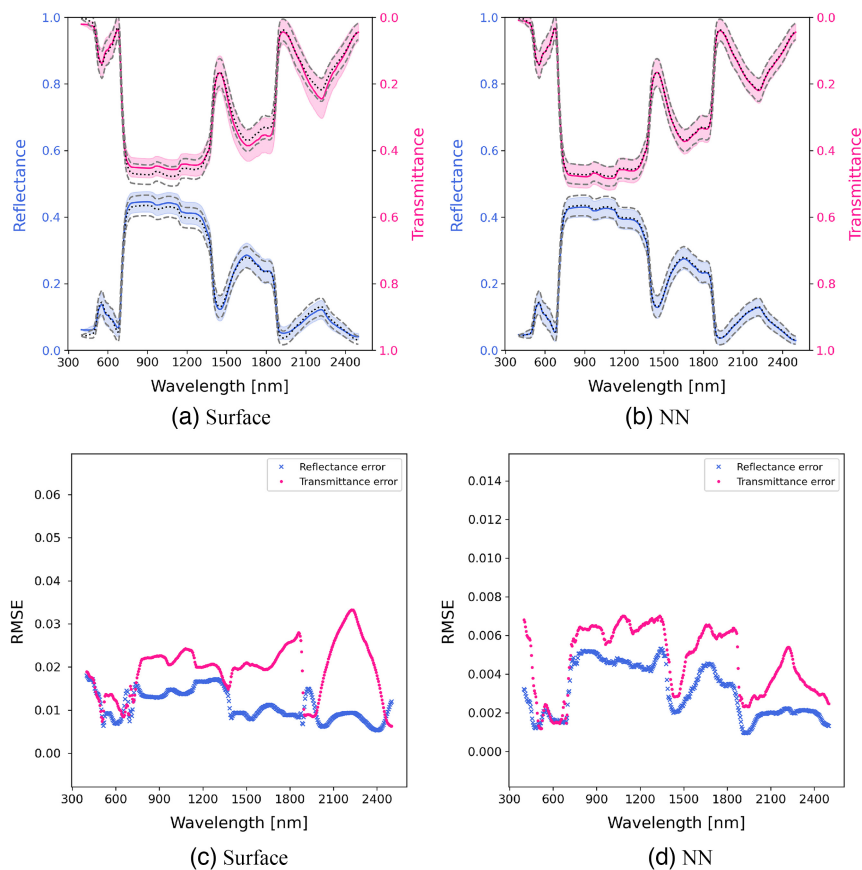 1.0
0.8
0.6
0.4
0.2
0.0
Reflectance
0.0
0.2
0.4
0.6
0.8
1.0
Transmittance
300 600 900 1200 1500 1800 2100 2400
Wavelength [nm]
(a) Surface
1.0
0.8
0.6
0.4
0.2
0.0
Reflectance
0.0
0.2
0.4
0.6
0.8
1.0
Transmittance
300 600 900 1200 1500 1800 2100 2400
Wavelength [nm]
(b) NN
Reflectance error
Transmittance error
0.06
0.05
0.04
0.03
0.02
0.01
0.00
RMSE
300 600 900 1200 1500 1800 2100 2400
Wavelength [nm]
(c) Surface
Reflectance error
Transmittance error
0.014
0.012
0.010
0.008
0.006
0.004
0.002
0.000
RMSE
300 600 900 1200 1500 1800 2100 2400
Wavelength [nm]
(d) NN